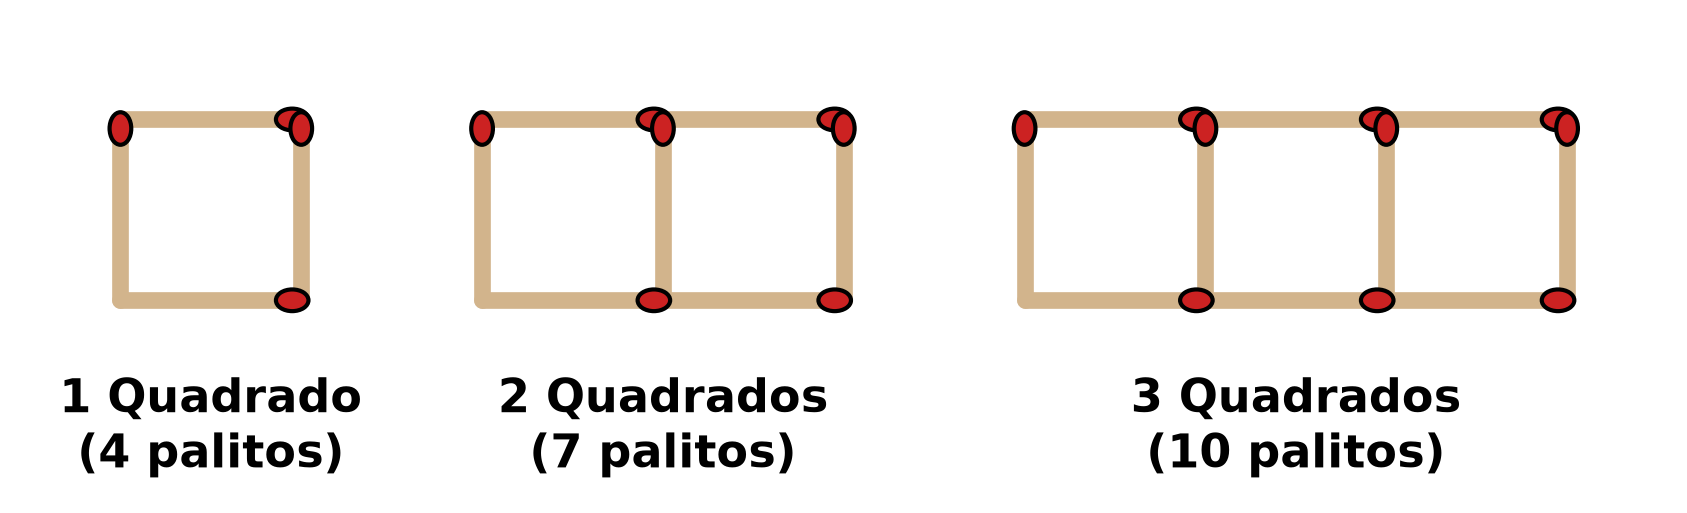 1 Quadrado
(4 palitos)
2 Quadrados
(7 palitos)
3 Quadrados
(10 palitos)